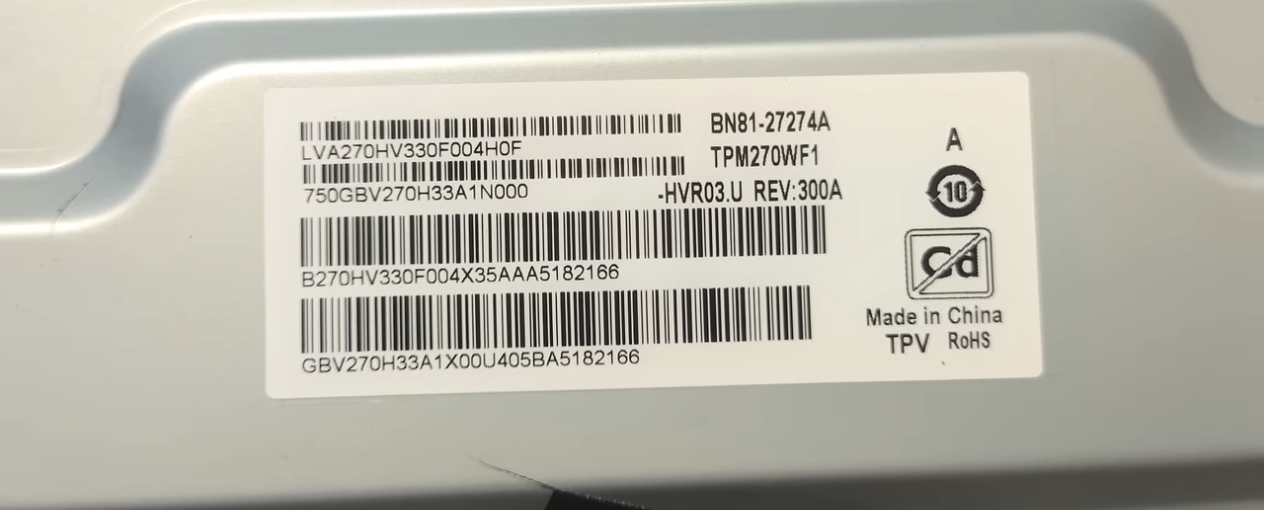 LVA270HV330F004H0F
750GBV270H33A1N000
BN81-27274A
TPM270WF1
-HVR03.U REV:300A
B270HV330F004X35AAA5182166
GBV270H33A1X00U405BA5182166
A
10
Cd
Made in China
TPV RoHS